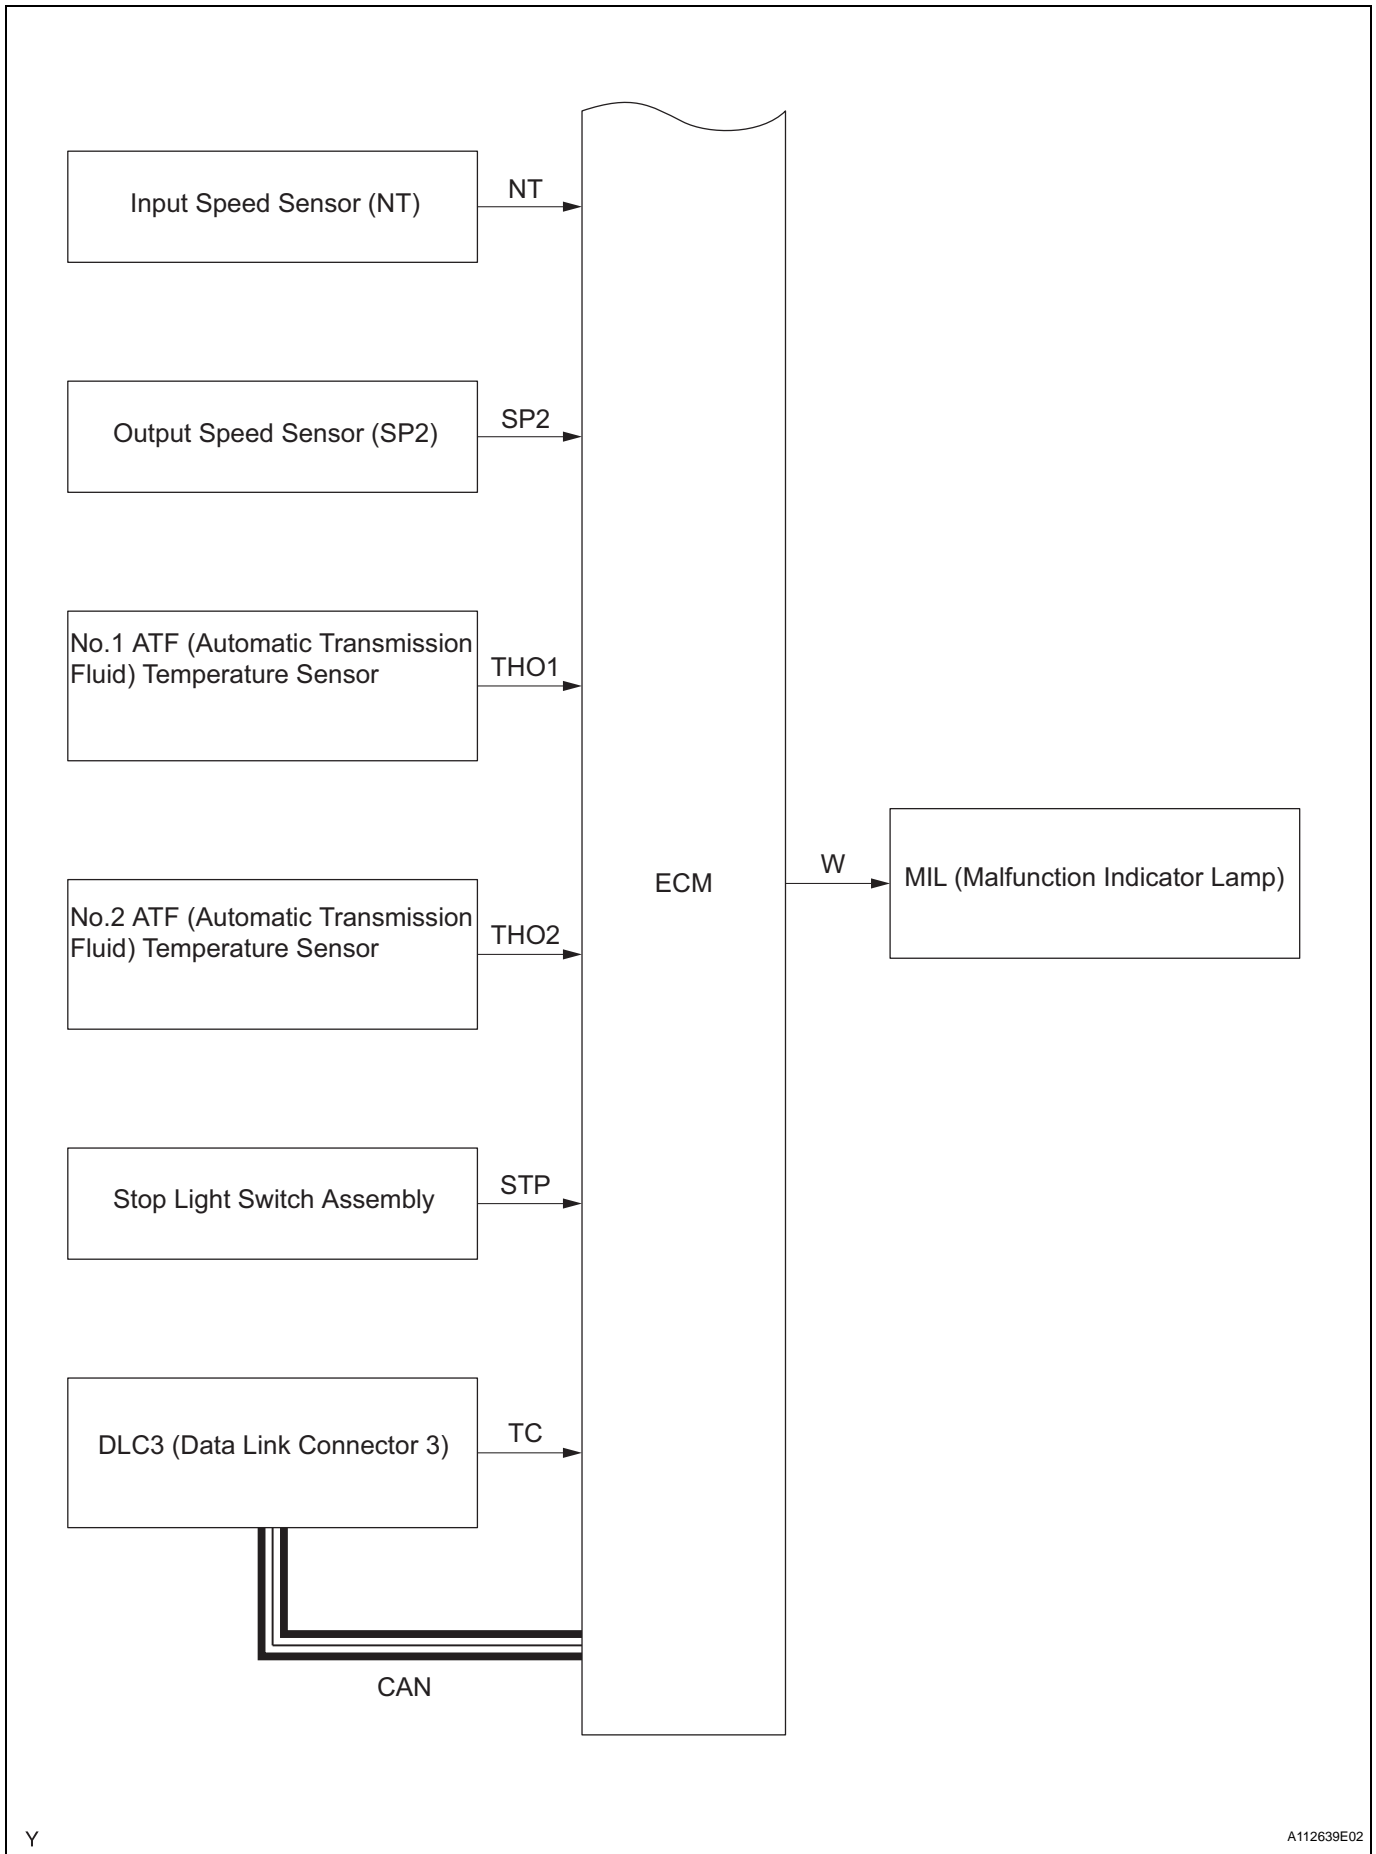 Input Speed Sensor (NT)
NT
Output Speed Sensor (SP2)
SP2
No.1 ATF (Automatic Transmission
Fluid) Temperature Sensor
THO1
No.2 ATF (Automatic Transmission
Fluid) Temperature Sensor
THO2
ECM
W
MIL (Malfunction Indicator Lamp)
Stop Light Switch Assembly
STP
DLC3 (Data Link Connector 3)
TC
CAN
Y
A112639E02